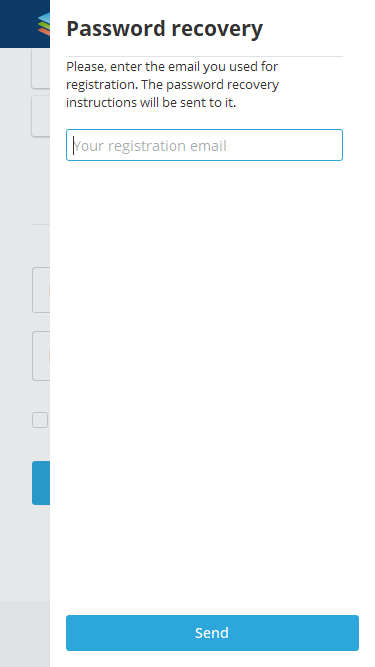 Password recovery
Please, enter the email you used for
registration. The password recovery
instructions will be sent to it.
Your registration email
Send